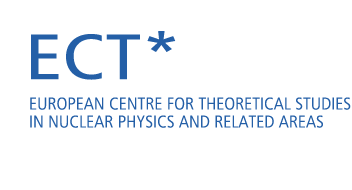 ECT*
EUROPEAN CENTRE FOR THEORETICAL STUDIES
IN NUCLEAR PHYSICS AND RELATED AREAS